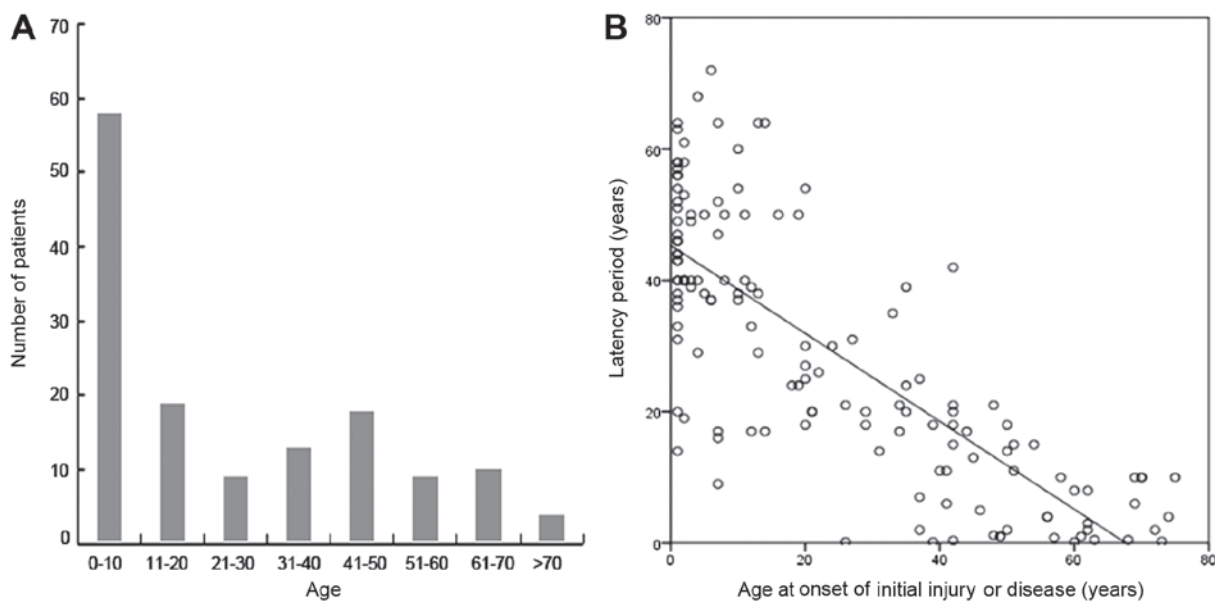 A
70
60
50
40
30
20
10
0
Number of patients
0-10 11-20 21-30 31-40 41-50 51-60 61-70 >70
Age
B
80
60
40
20
0
Latency period (years)
0 20 40 60 80
Age at onset of initial injury or disease (years)